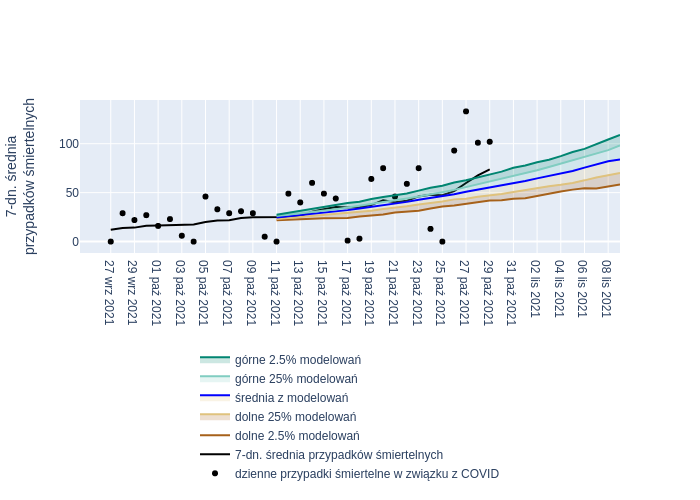 7-dn. średnia
przypadków śmiertelnych
100
50
0
27 wrz 2021
29 wrz 2021
01 paź 2021
03 paź 2021
05 paź 2021
07 paź 2021
09 paź 2021
11 paź 2021
13 paź 2021
15 paź 2021
17 paź 2021
19 paź 2021
21 paź 2021
23 paź 2021
25 paź 2021
27 paź 2021
29 paź 2021
31 paź 2021
02 lis 2021
04 lis 2021
06 lis 2021
08 lis 2021
górne 2.5% modelowań
górne 25% modelowań
średnia z modelowań
dolne 25% modelowań
dolne 2.5% modelowań
7-dn. średnia przypadków śmiertelnych
dzienne przypadki śmiertelne w związku z COVID